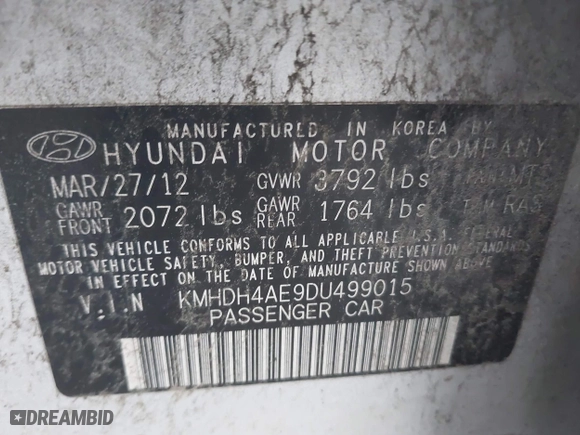 MANUFACTURED IN KOREA BY
HYUNDAI MOTOR COMPANY
MAR/27/12 GVWR 3792 lbs
GAWR FRONT 2072 lbs GAWR REAR 1764 lbs RAS
THIS VEHICLE CONFORMS TO ALL APPLICABLE U.S.A. FEDERAL
MOTOR VEHICLE SAFETY, BUMPER, AND THEFT PREVENTION STANDARDS
IN EFFECT ON THE DATE OF MANUFACTURE SHOWN ABOVE.
V.I.N KMHDH4AE9DU499015
PASSENGER CAR
DREAMBID